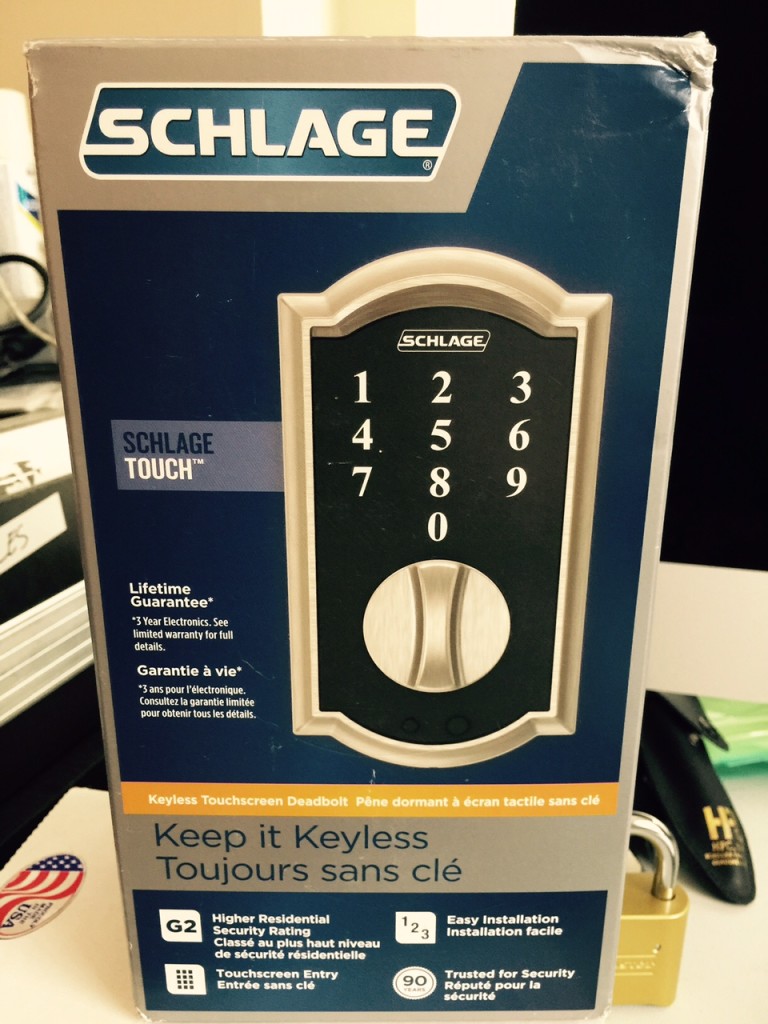 SCHLAGE®
SCHLAGE
1 2 3
4 5 6
7 8 9
0
SCHLAGE
TOUCH™
Lifetime
Guarantee*
*3 Year Electronics. See
limited warranty for full
details.
Garantie à vie*
*3 ans pour l'électronique.
Consultez la garantie limitée
pour obtenir tous les détails.
Keyless Touchscreen Deadbolt Pêne dormant à écran tactile sans clé
Keep it Keyless
Toujours sans clé
G2 Higher Residential
Security Rating
Classé au plus haut niveau
de sécurité résidentielle
123 Easy Installation
Installation facile
Touchscreen Entry
Entrée sans clé
90 YEARS Trusted for Security
Réputé pour la
sécurité
USA
HPC